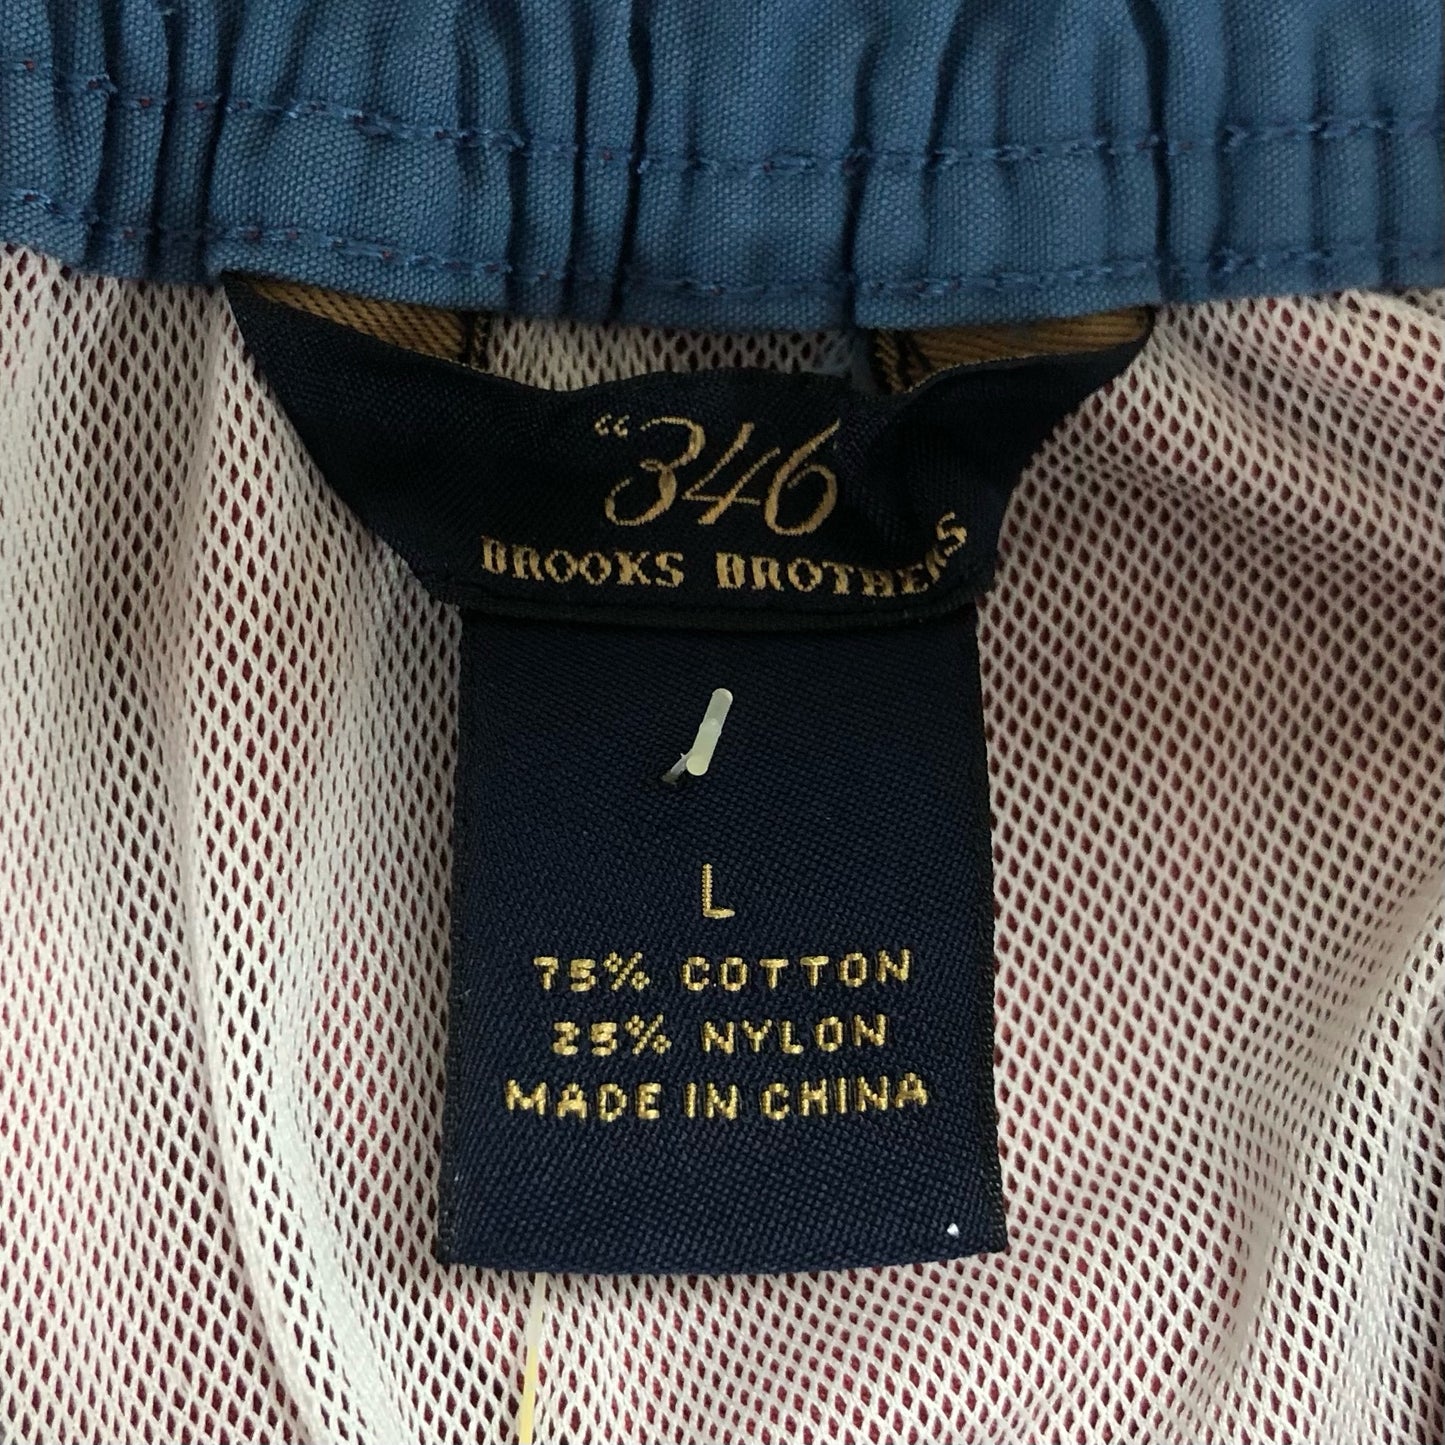 “346
BROOKS BROTHERS
L
75% COTTON
25% NYLON
MADE IN CHINA